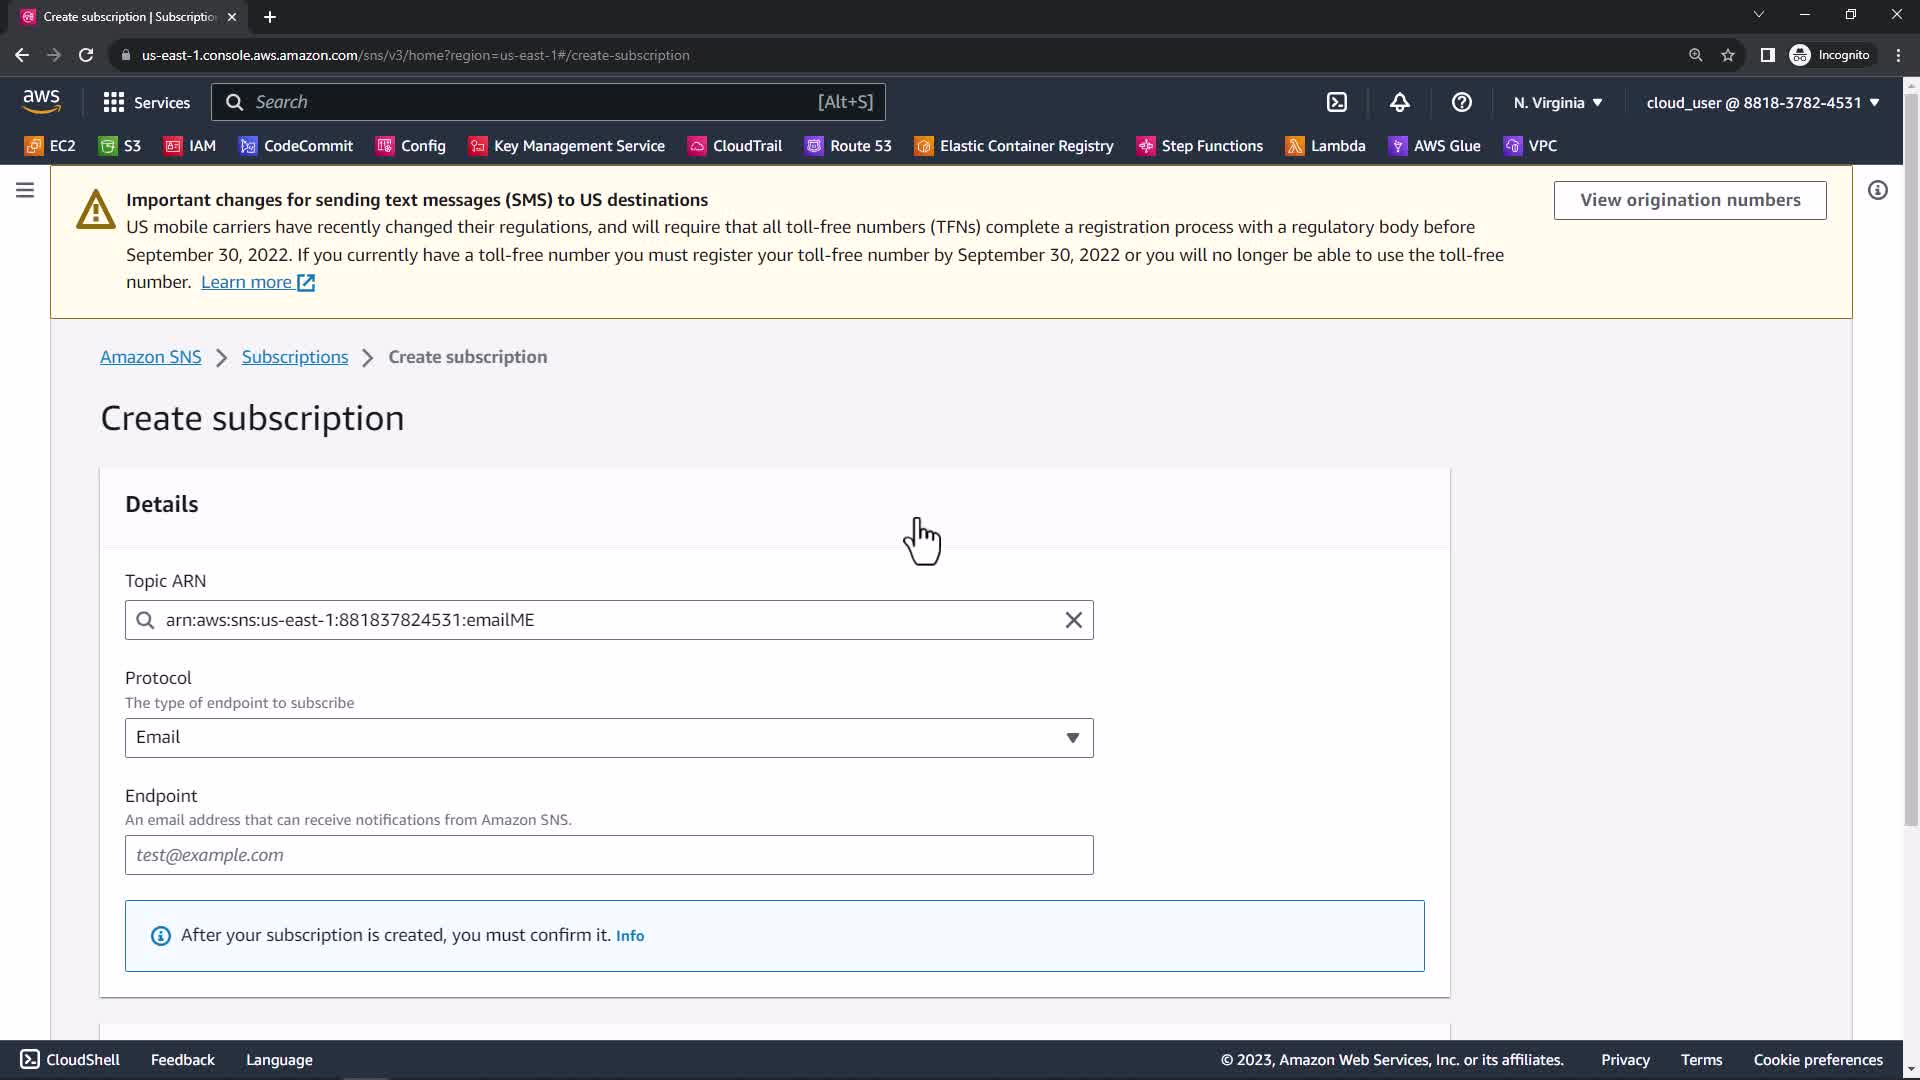 Create subscription | Subscriptio
us-east-1.console.aws.amazon.com/sns/v3/home?region=us-east-1#/create-subscription
Incognito
aws
Services
Search
[Alt+S]
N. Virginia
cloud_user @ 8818-3782-4531
EC2
S3
IAM
CodeCommit
Config
Key Management Service
CloudTrail
Route 53
Elastic Container Registry
Step Functions
Lambda
AWS Glue
VPC
Important changes for sending text messages (SMS) to US destinations
View origination numbers
US mobile carriers have recently changed their regulations, and will require that all toll-free numbers (TFNs) complete a registration process with a regulatory body before
September 30, 2022. If you currently have a toll-free number you must register your toll-free number by September 30, 2022 or you will no longer be able to use the toll-free
number. Learn more
Amazon SNS > Subscriptions > Create subscription
Create subscription
Details
Topic ARN
arn:aws:sns:us-east-1:881837824531:emailME
Protocol
The type of endpoint to subscribe
Email
Endpoint
An email address that can receive notifications from Amazon SNS.
test@example.com
After your subscription is created, you must confirm it. Info
CloudShell
Feedback
Language
© 2023, Amazon Web Services, Inc. or its affiliates.
Privacy
Terms
Cookie preferences